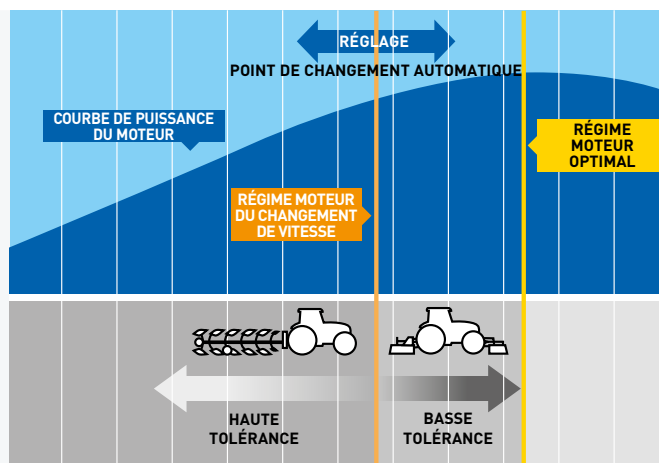 RÉGLAGE
POINT DE CHANGEMENT AUTOMATIQUE
COURBE DE PUISSANCE
DU MOTEUR
RÉGIME
MOTEUR
OPTIMAL
RÉGIME MOTEUR
DU CHANGEMENT
DE VITESSE
HAUTE
TOLÉRANCE
BASSE
TOLÉRANCE